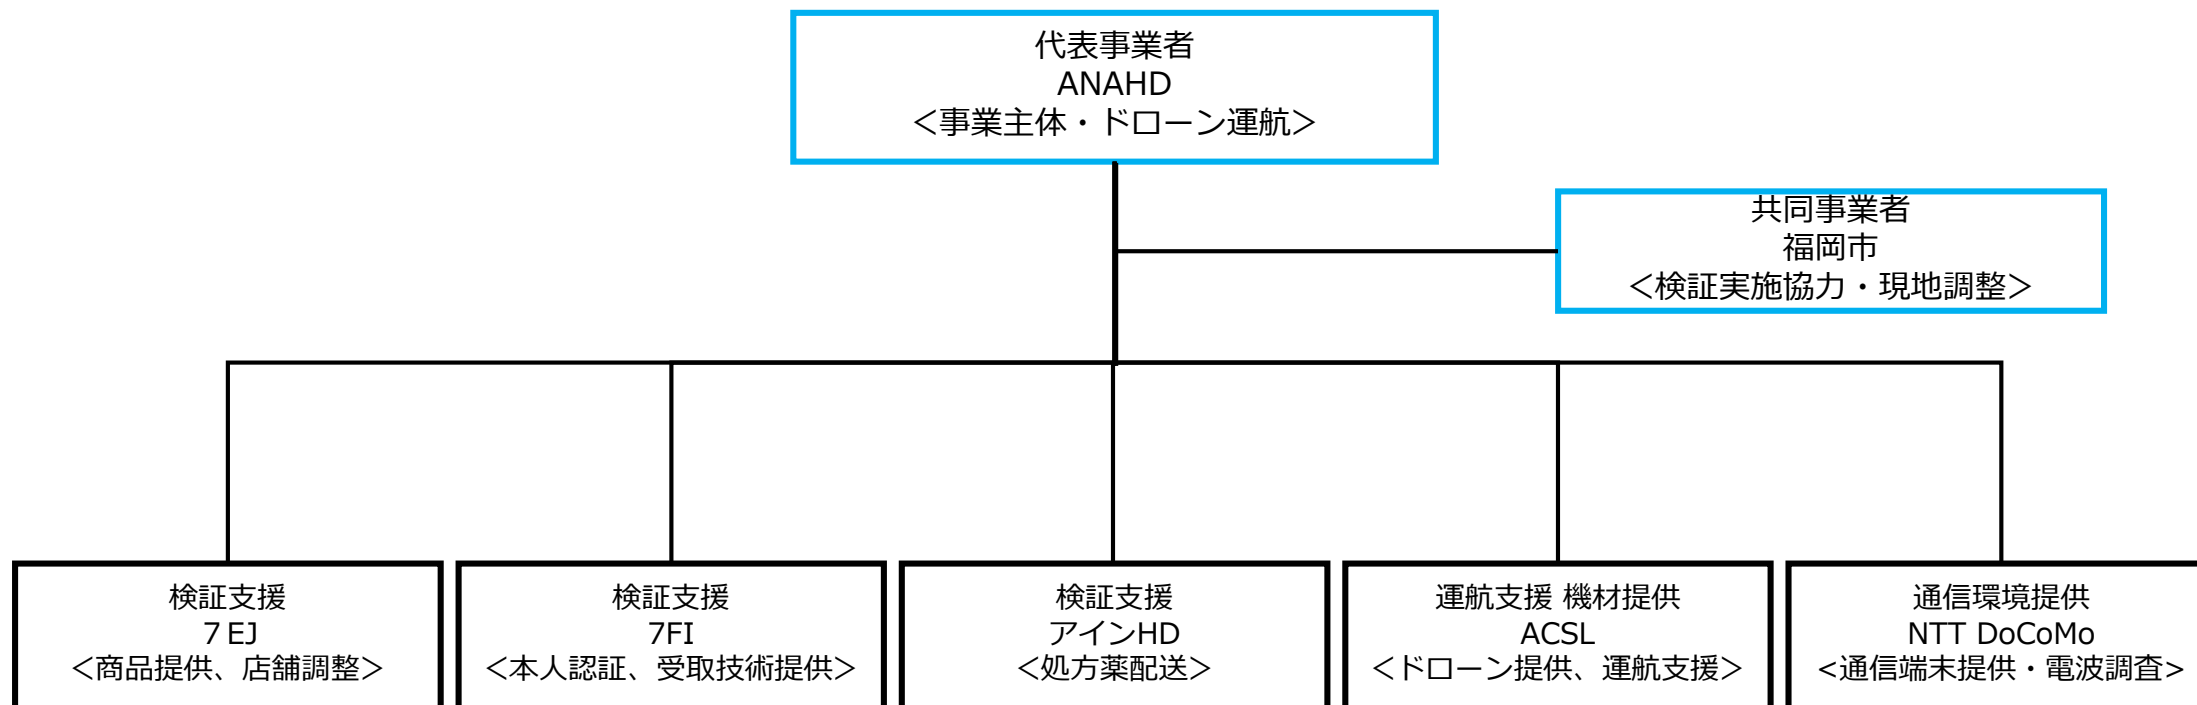 代表事業者
ANAHD
＜事業主体・ドローン運航＞
共同事業者
福岡市
＜検証実施協力・現地調整＞
検証支援
７EJ
＜商品提供、店舗調整＞
検証支援
7FI
＜本人認証、受取技術提供＞
検証支援
アインHD
＜処方薬配送＞
運航支援 機材提供
ACSL
＜ドローン提供、運航支援＞
通信環境提供
NTT DoCoMo
<通信端末提供・電波調査>